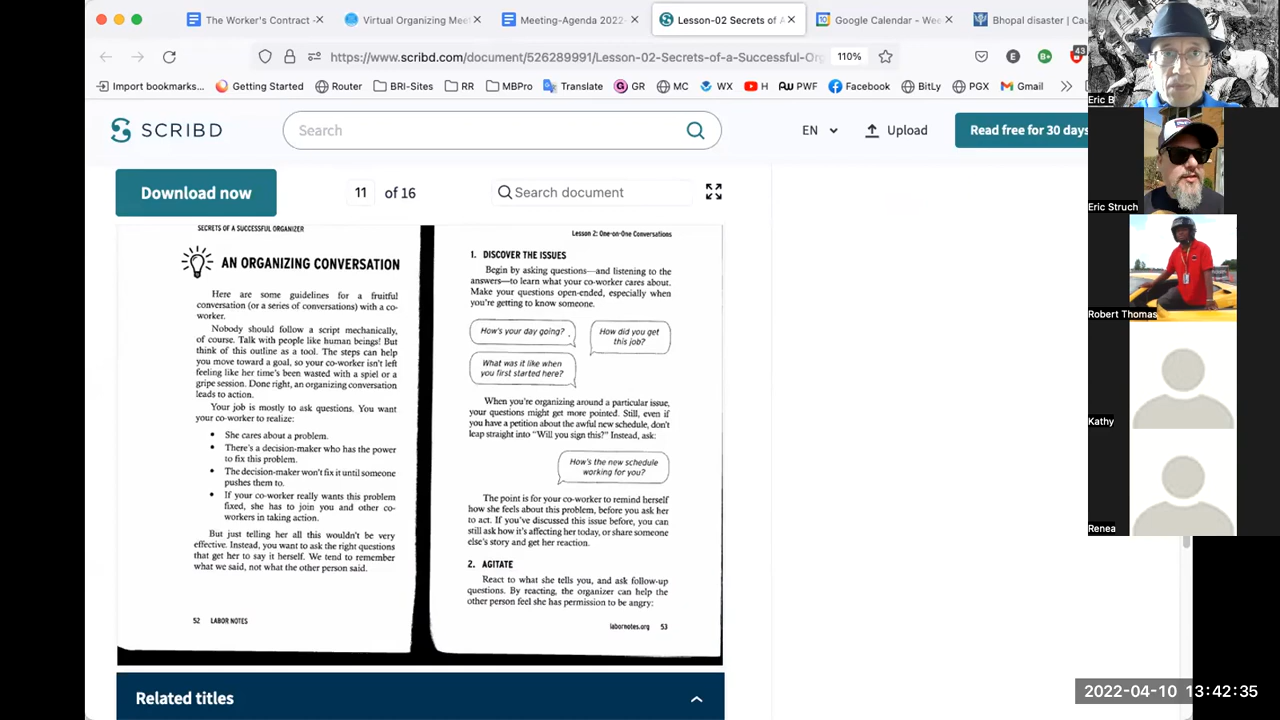 The Worker's Contract -
Virtual Organizing Mee
Meeting-Agenda 2022-
Lesson-02 Secrets of A
Google Calendar - Wee
Bhopal disaster | Cau
https://www.scribd.com/document/526289991/Lesson-02-Secrets-of-a-Successful-Org
110%
E
B+
43
Import bookmarks...
Getting Started
Router
BRI-Sites
RR
MBPro
Translate
GR
MC
WX
H
PWF
Facebook
BitLy
PGX
Gmail
SCRIBD
Search
EN
Upload
Read free for 30 days
Download now
11 of 16
Search document
SECRETS OF A SUCCESSFUL ORGANIZER
AN ORGANIZING CONVERSATION
Here are some guidelines for a fruitful
conversation (or a series of conversations) with a co-
worker.
Nobody should follow a script mechanically,
of course. Talk with people like human beings! But
think of this outline as a tool. The steps can help
you move toward a goal, so your co-worker isn't left
feeling like her time's been wasted with a spiel or a
gripe session. Done right, an organizing conversation
leads to action.
Your job is mostly to ask questions. You want
your co-worker to realize:
• She cares about a problem.
• There's a decision-maker who has the power
to fix this problem.
• The decision-maker won't fix it until someone
pushes them to.
• If your co-worker really wants this problem
fixed, she has to join you and other co-
workers in taking action.
But just telling her all this wouldn't be very
effective. Instead, you want to ask the right questions
that get her to say it herself. We tend to remember
what we said, not what the other person said.
52 LABOR NOTES
Lesson 2: One-on-One Conversations
1. DISCOVER THE ISSUES
Begin by asking questions—and listening to the
answers—to learn what your co-worker cares about.
Make your questions open-ended, especially when
you're getting to know someone.
How's your day going?
How did you get
this job?
What was it like when
you first started here?
When you're organizing around a particular issue,
your questions might get more pointed. Still, even if
you have a petition about the awful new schedule, don't
leap straight into "Will you sign this?" Instead, ask:
How's the new schedule
working for you?
The point is for your co-worker to remind herself
how she feels about this problem, before you ask her
to act. If you've discussed this issue before, you can
still ask how it's affecting her today, or share someone
else's story and get her reaction.
2. AGITATE
React to what she tells you, and ask follow-up
questions. By reacting, the organizer can help the
other person feel she has permission to be angry:
labornotes.org 53
Related titles
Eric B
Eric Struch
Robert Thomas
Kathy
Renea
2022-04-10 13:42:35